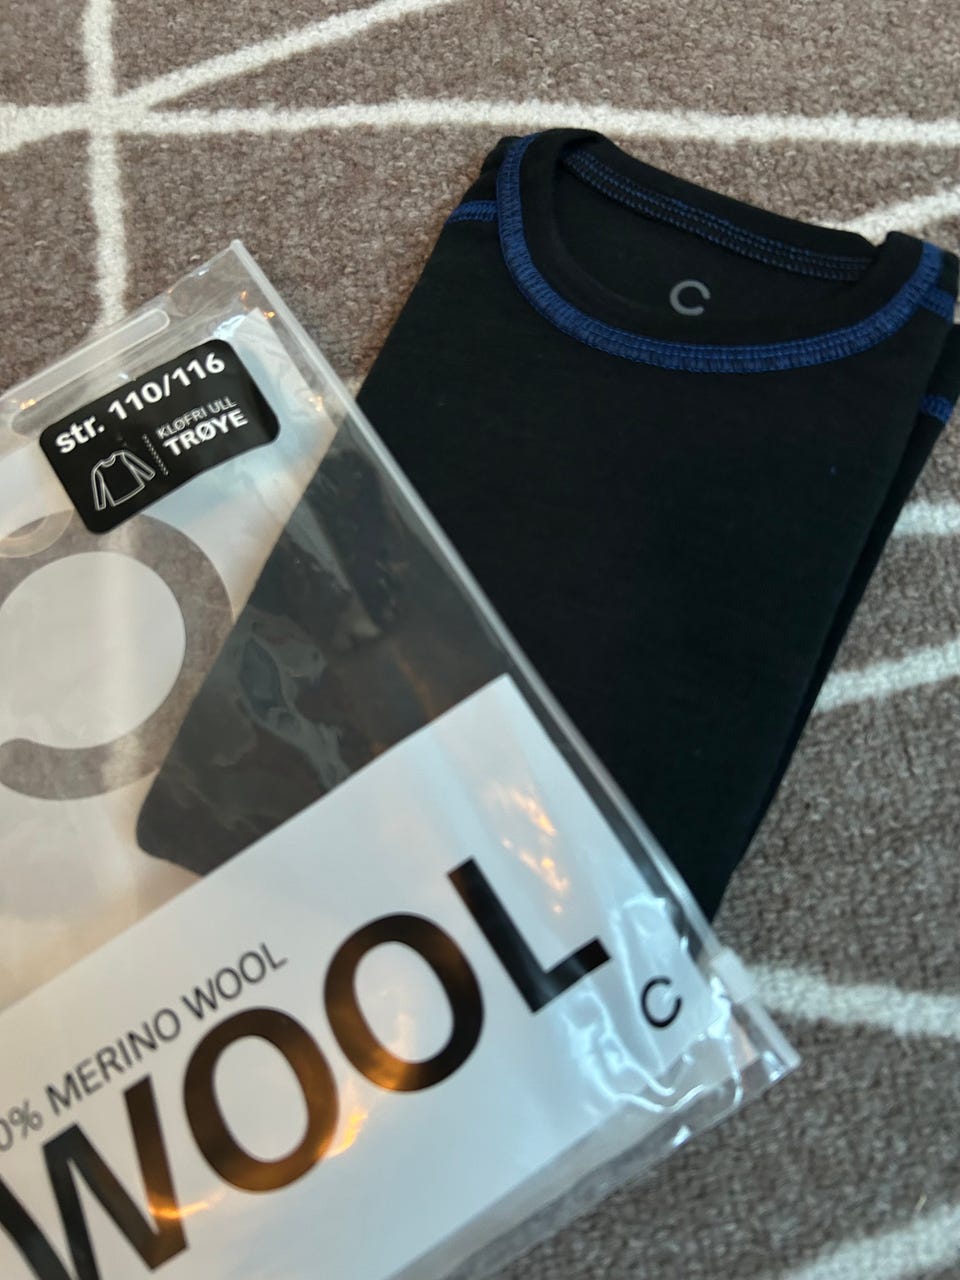 str. 110/116
KLØFRI ULL
TRØYE
0% MERINO WOOL
WOOL
C
C